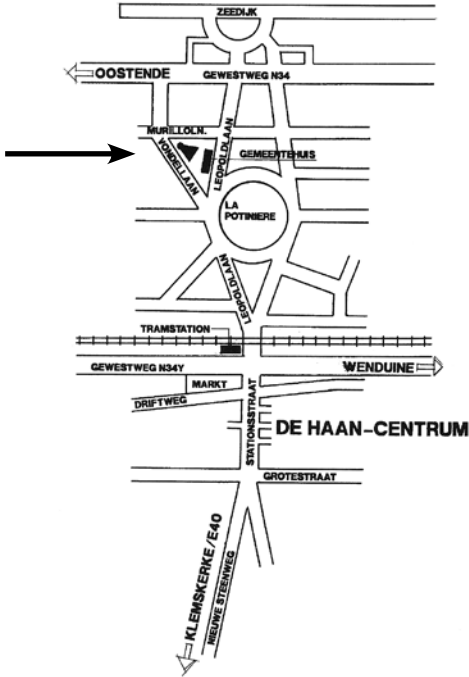 ZEEDIJK
OOSTENDE
GEWESTWEG N34
MURILLOLN.
VONDELLAAN
LEOPOLDLAAN
GEMEENTEHUIS
LA
POTINIERE
LEOPOLDLAAN
TRAMSTATION
GEWESTWEG N34Y
WENDUINE
MARKT
DRIFTWEG
STATIONSSTRAAT
DE HAAN-CENTRUM
GROTESTRAAT
KLEMSKERKE/E40
NIEUWE STEENWEG